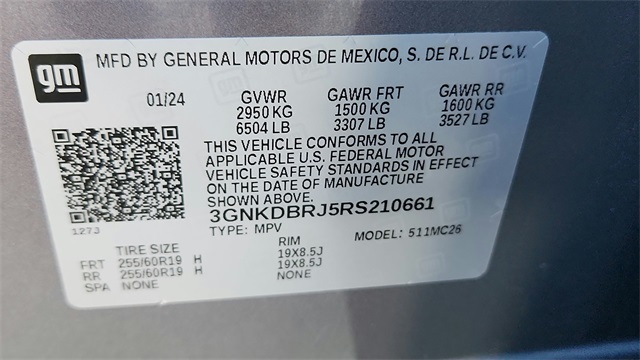 gm MFD BY GENERAL MOTORS DE MEXICO, S. DE R.L. DE C.V.
01/24 GVWR GAWR FRT GAWR RR
2950 KG 1500 KG 1600 KG
6504 LB 3307 LB 3527 LB
THIS VEHICLE CONFORMS TO ALL
APPLICABLE U.S. FEDERAL MOTOR
VEHICLE SAFETY STANDARDS IN EFFECT
ON THE DATE OF MANUFACTURE
SHOWN ABOVE.
3GNKDBRJ5RS210661
127J TYPE: MPV MODEL: 511MC26
TIRE SIZE RIM
FRT 255/60R19 H 19X8.5J
RR 255/60R19 H 19X8.5J
SPA NONE NONE